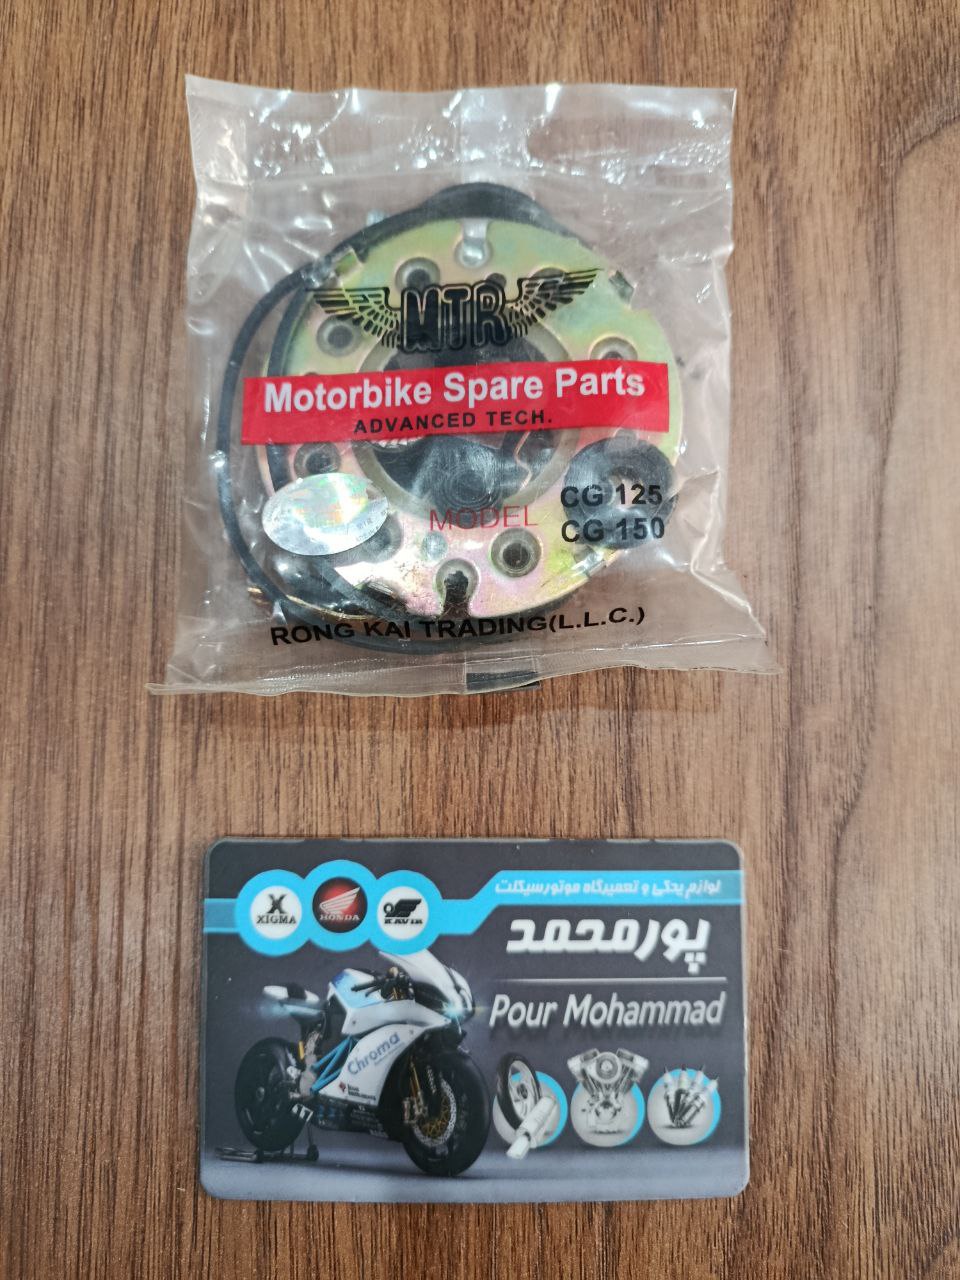 MTR
Motorbike Spare Parts
ADVANCED TECH.
MODEL
CG 125
CG 150
RONG KAI TRADING(L.L.C.)
لوازم یدکی و تعمیرگاه موتورسیکلت
X
XIGMA
HONDA
KAVIR
پورمحمد
Pour Mohammad
Chroma